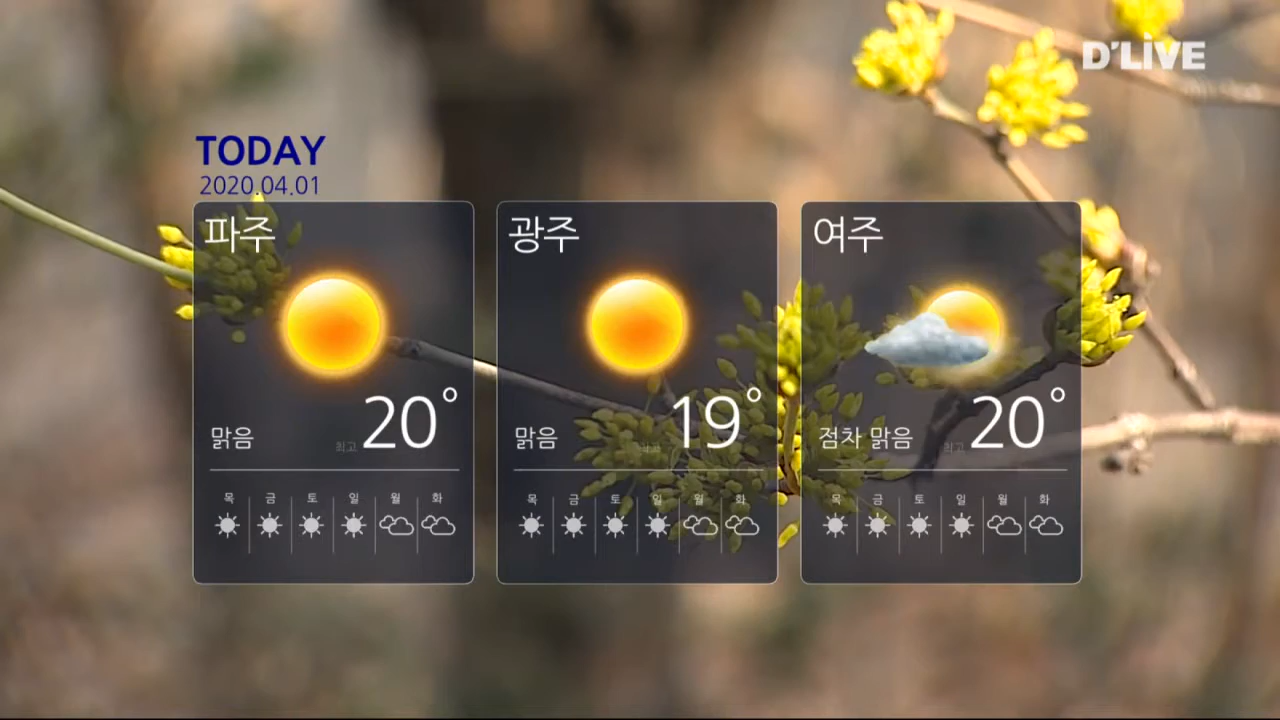 D'LIVE
TODAY
2020.04.01
파주
맑음
최고 20°
목 금 토 일 월 화
광주
맑음
최고 19°
목 금 토 일 월 화
여주
점차 맑음
최고 20°
목 금 토 일 월 화